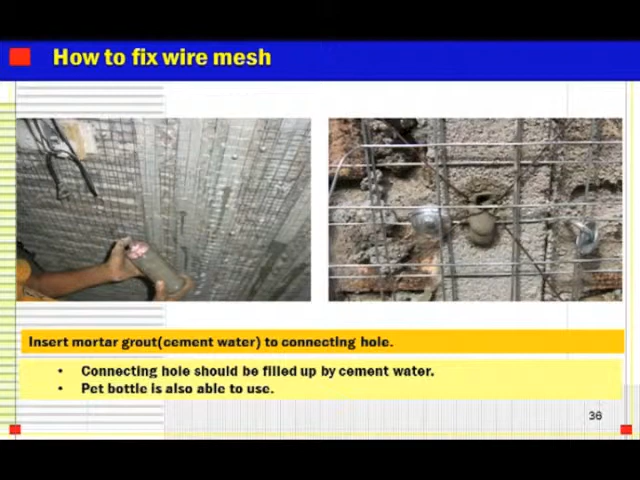 How to fix wire mesh
Insert mortar grout(cement water) to connecting hole.
• Connecting hole should be filled up by cement water.
• Pet bottle is also able to use.
36